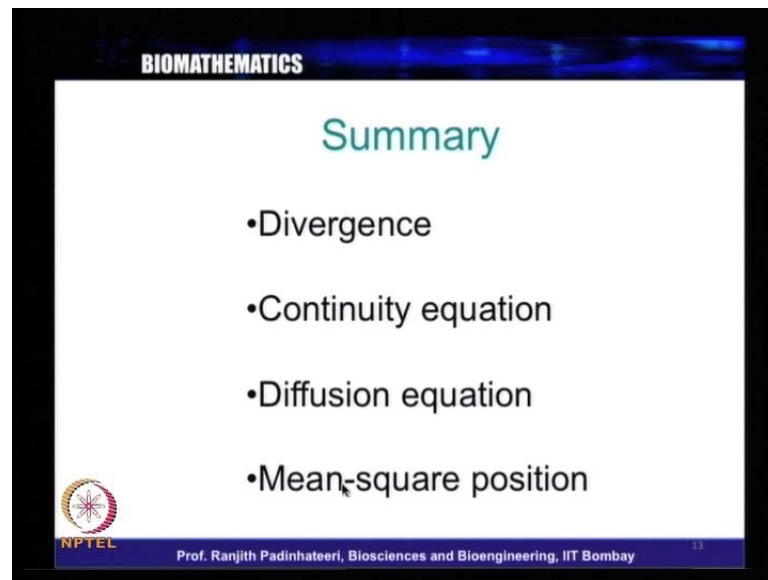 BIOMATHEMATICS
Summary
•Divergence
•Continuity equation
•Diffusion equation
•Mean-square position
NPTEL
Prof. Ranjith Padinhateeri, Biosciences and Bioengineering, IIT Bombay
13